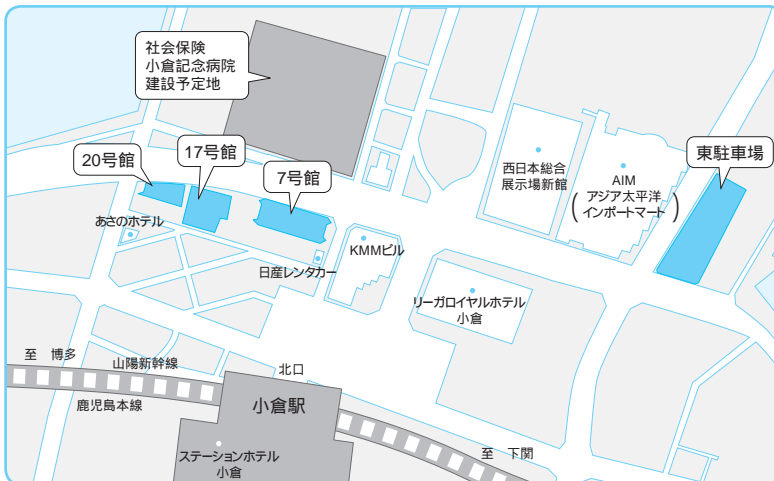 社会保険
小倉記念病院
建設予定地
20号館
17号館
7号館
西日本総合
展示場新館
AIM
アジア太平洋
インポートマート
( )
東駐車場
あさのホテル
日産レンタカー
KMMビル
リーガロイヤルホテル
小倉
至 博多
山陽新幹線
北口
鹿児島本線
小倉駅
ステーションホテル
小倉
至 下関